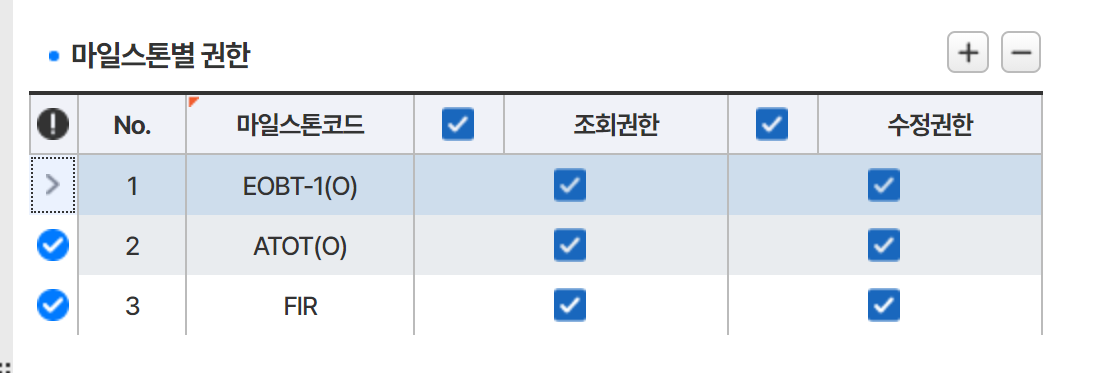 마일스톤별 권한
No. 마일스톤코드 조회권한 수정권한
1 EOBT-1(O)
2 ATOT(O)
3 FIR